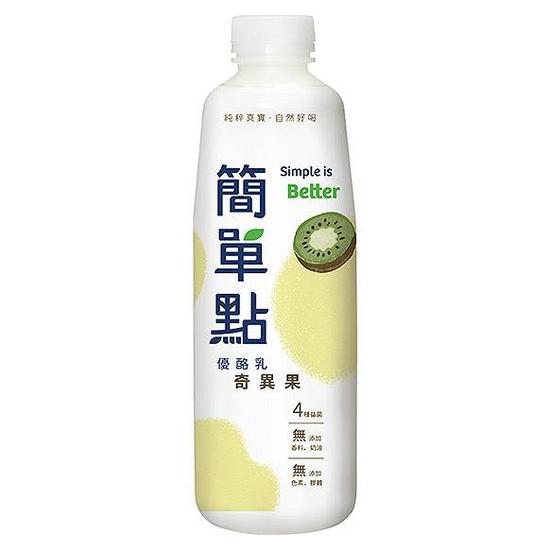 純粹真實·自然好喝
Simple is
Better
簡單點
優酪乳
奇異果
4種益菌
無添加
香料、奶油
無添加
色素、膠體